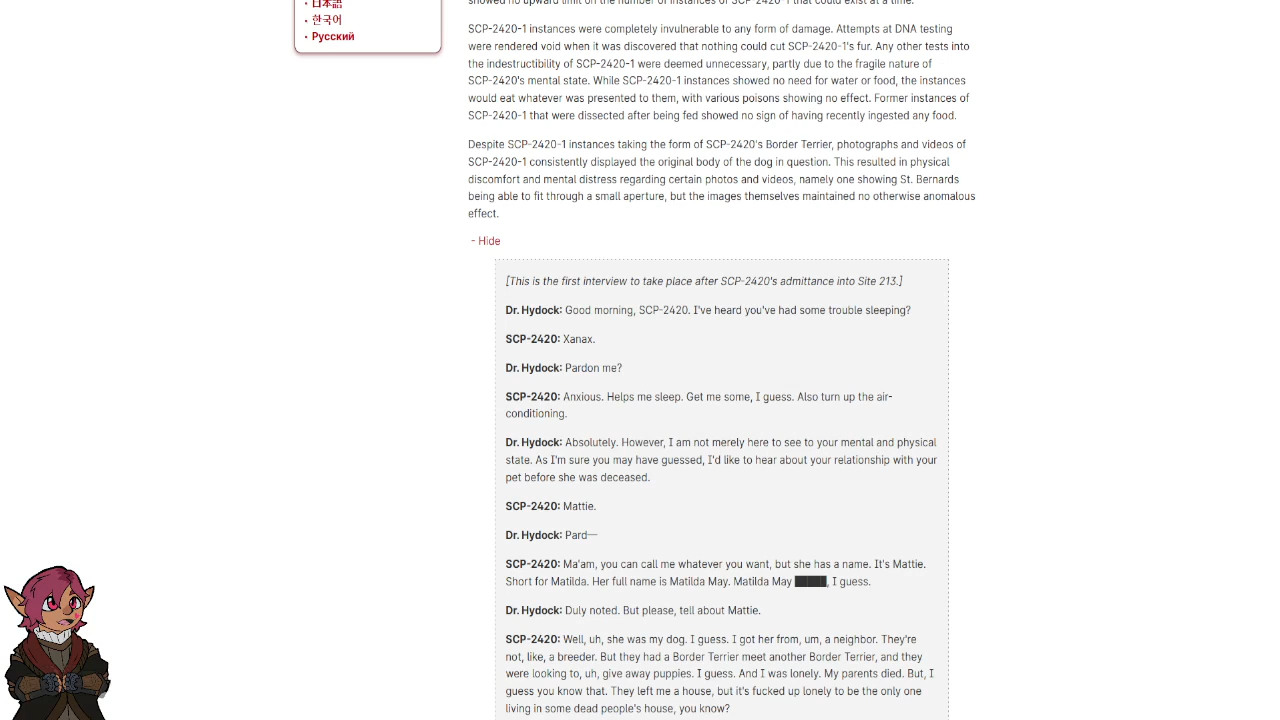 • 日本語
• 한국어
• Русский
showed no upward limit on the number of instances of SCP-2420-1 that could exist at a time.
SCP-2420-1 instances were completely invulnerable to any form of damage. Attempts at DNA testing
were rendered void when it was discovered that nothing could cut SCP-2420-1's fur. Any other tests into
the indestructibility of SCP-2420-1 were deemed unnecessary, partly due to the fragile nature of
SCP-2420's mental state. While SCP-2420-1 instances showed no need for water or food, the instances
would eat whatever was presented to them, with various poisons showing no effect. Former instances of
SCP-2420-1 that were dissected after being fed showed no sign of having recently ingested any food.
Despite SCP-2420-1 instances taking the form of SCP-2420's Border Terrier, photographs and videos of
SCP-2420-1 consistently displayed the original body of the dog in question. This resulted in physical
discomfort and mental distress regarding certain photos and videos, namely one showing St. Bernards
being able to fit through a small aperture, but the images themselves maintained no otherwise anomalous
effect.
- Hide
[This is the first interview to take place after SCP-2420's admittance into Site 213.]
Dr. Hydock: Good morning, SCP-2420. I've heard you've had some trouble sleeping?
SCP-2420: Xanax.
Dr. Hydock: Pardon me?
SCP-2420: Anxious. Helps me sleep. Get me some, I guess. Also turn up the air-
conditioning.
Dr. Hydock: Absolutely. However, I am not merely here to see to your mental and physical
state. As I'm sure you may have guessed, I'd like to hear about your relationship with your
pet before she was deceased.
SCP-2420: Mattie.
Dr. Hydock: Pard—
SCP-2420: Ma'am, you can call me whatever you want, but she has a name. It's Mattie.
Short for Matilda. Her full name is Matilda May. Matilda May █████, I guess.
Dr. Hydock: Duly noted. But please, tell about Mattie.
SCP-2420: Well, uh, she was my dog. I guess. I got her from, um, a neighbor. They're
not, like, a breeder. But they had a Border Terrier meet another Border Terrier, and they
were looking to, uh, give away puppies. I guess. And I was lonely. My parents died. But, I
guess you know that. They left me a house, but it's fucked up lonely to be the only one
living in some dead people's house, you know?